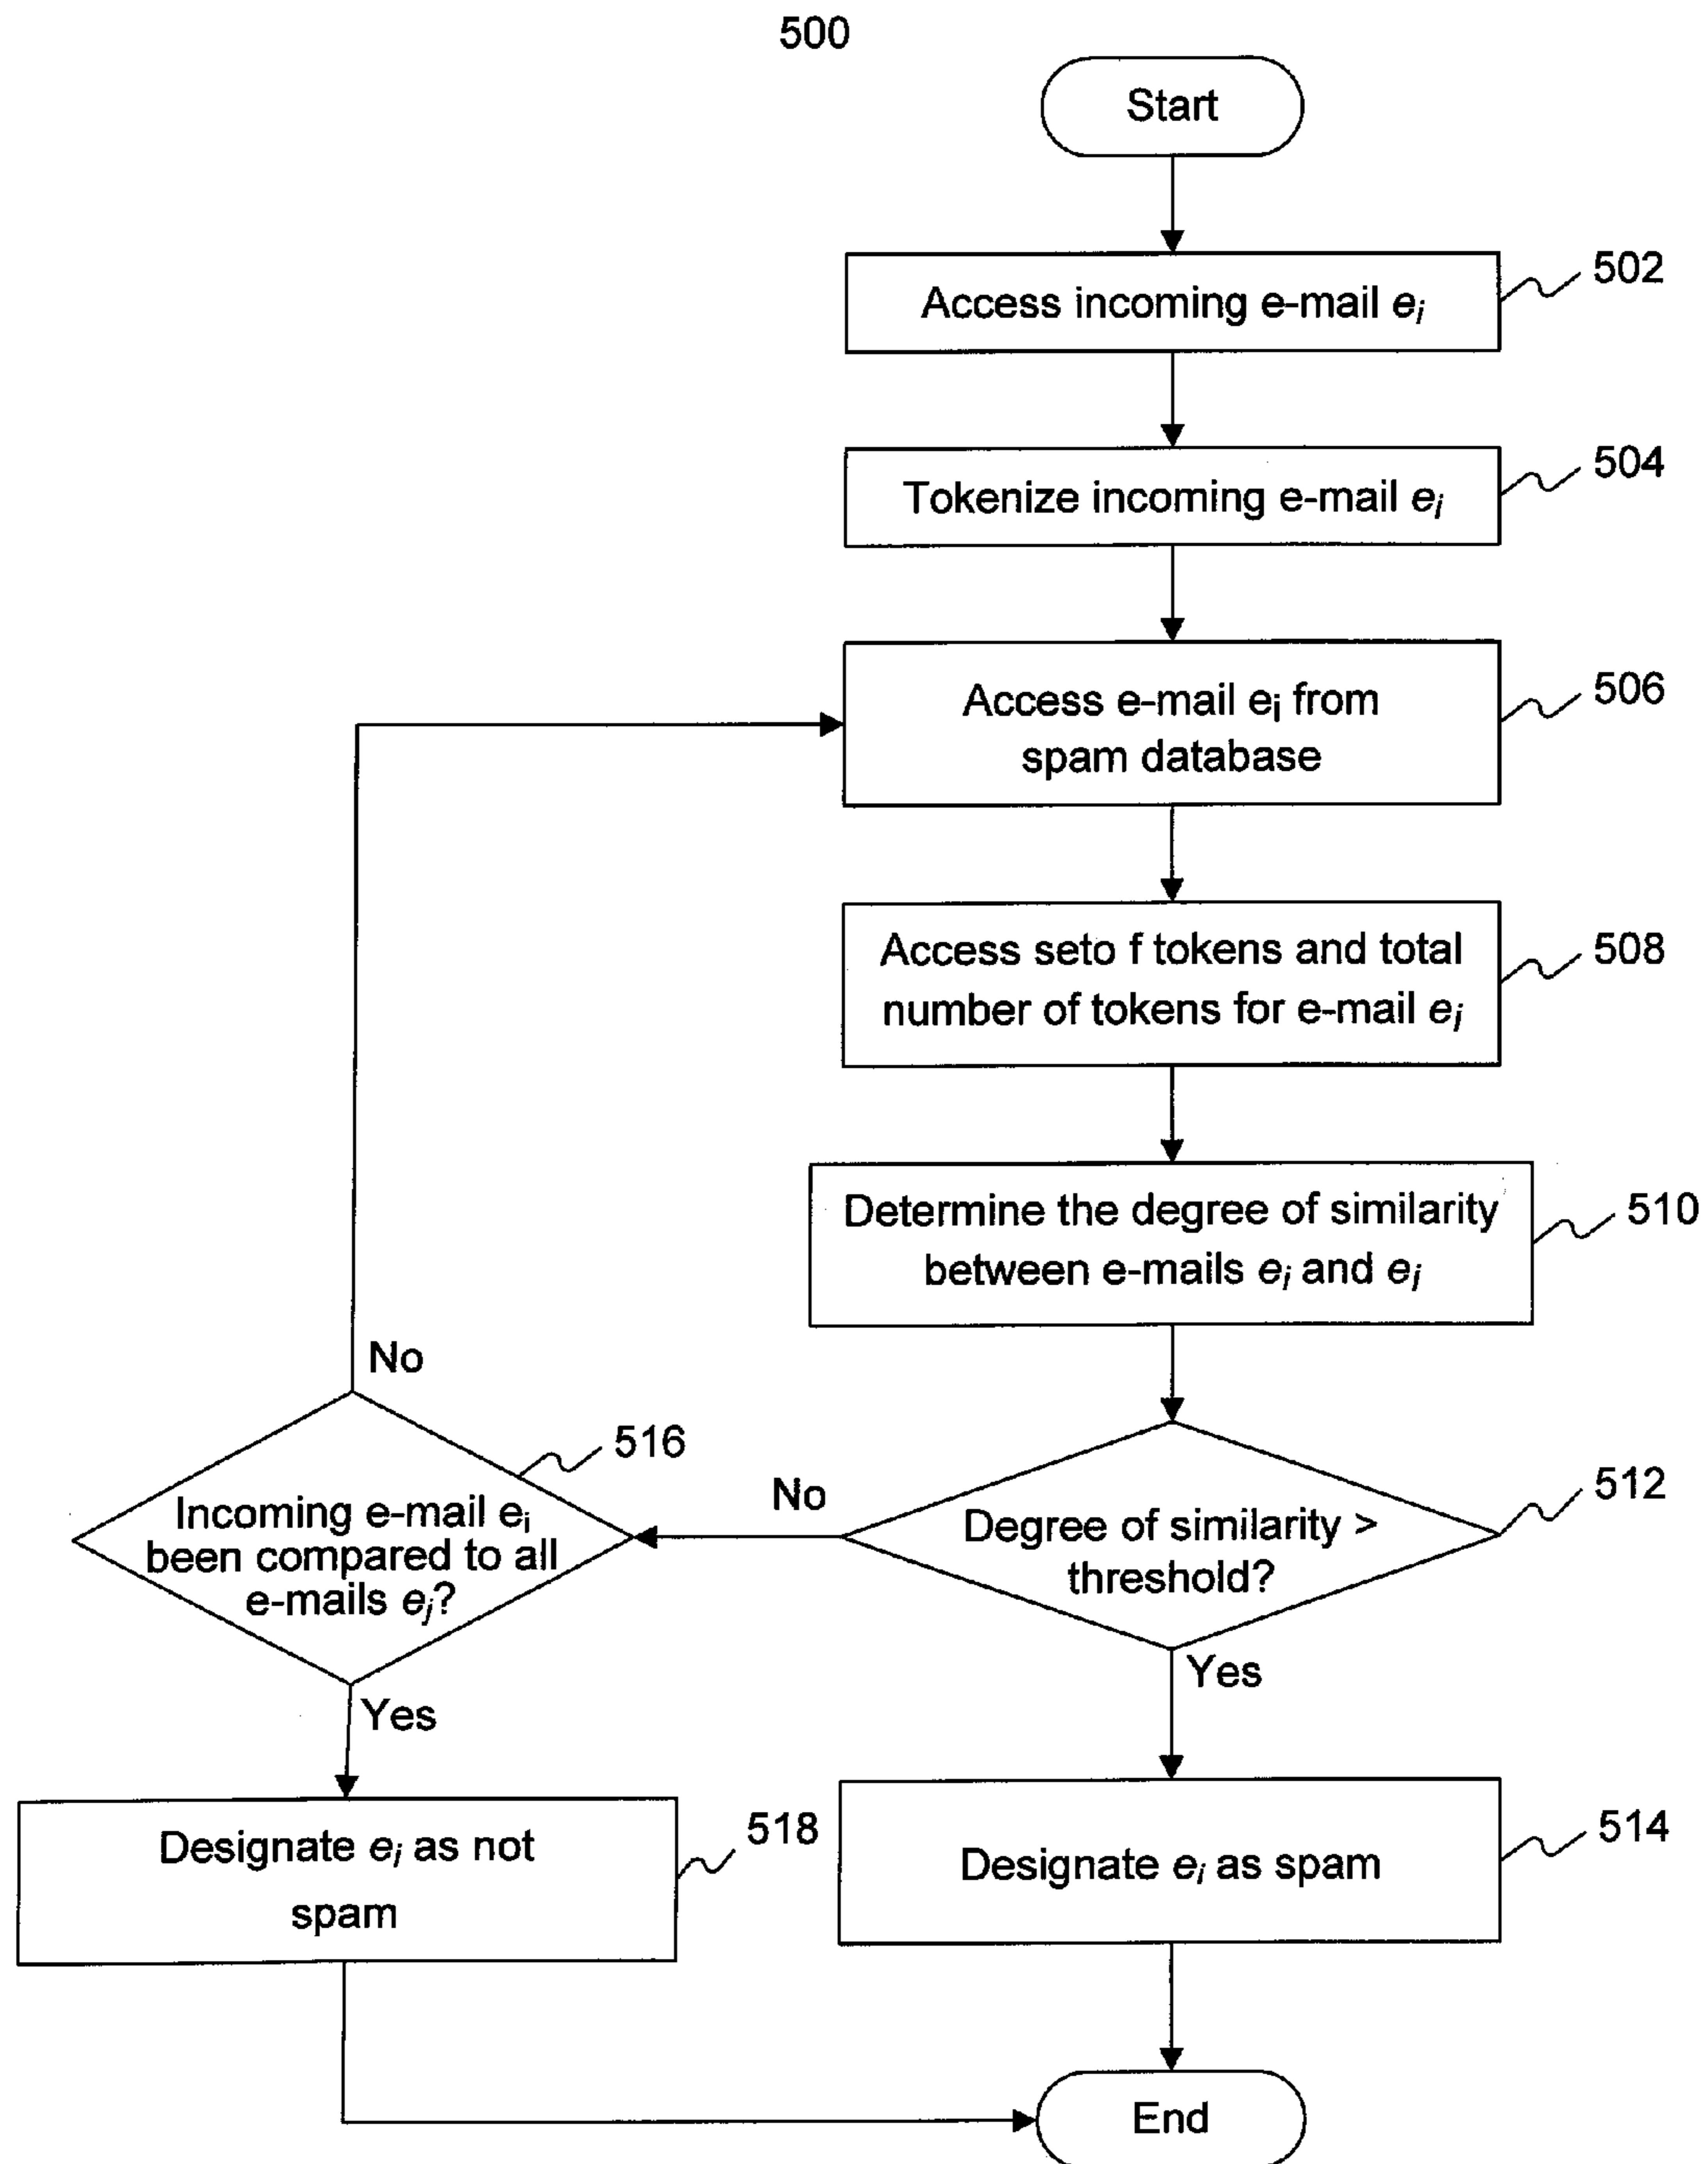 500
Start
Access incoming e-mail ei
502
Tokenize incoming e-mail ei
504
Access e-mail ej from
spam database
506
Access seto f tokens and total
number of tokens for e-mail ej
508
Determine the degree of similarity
between e-mails ei and ej
510
Degree of similarity >
threshold?
512
No
Yes
Incoming e-mail ei
been compared to all
e-mails ej?
516
No
Yes
Designate ei as not
spam
518
Designate ei as spam
514
End